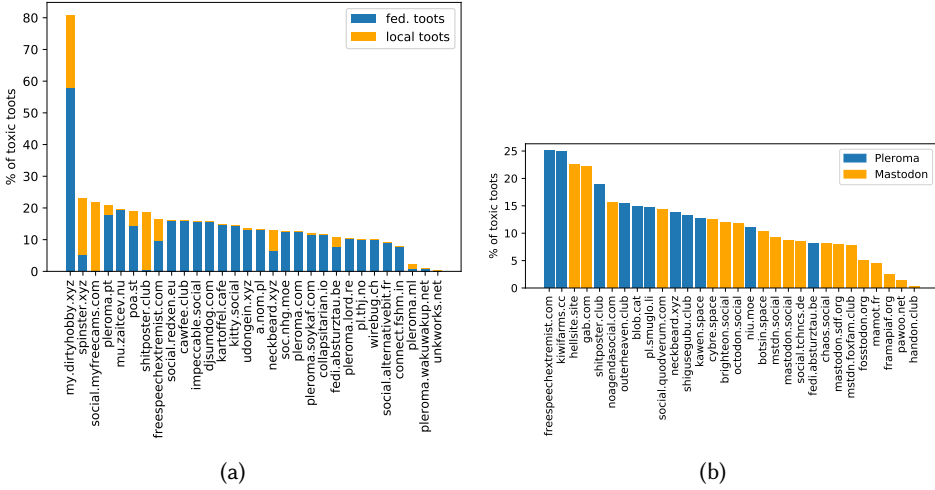 80
70
60
50
40
30
20
10
0
% of toxic toots
fed. toots
local toots
my.dirtyhobby.xyz
spinster.xyz
social.myfreecams.com
pleroma.pt
mu.zaitcev.nu
poa.st
shitposter.club
freespeechextremist.com
social.redxen.eu
cawfee.club
impeccable.social
djsumdog.com
kartoffel.cafe
kitty.social
udongein.xyz
a.nom.pl
neckbeard.xyz
soc.nhg.moe
pleroma.com
pleroma.soykaf.com
collapsitarian.io
fedi.absturztau.be
pleroma.lord.re
pl.thj.no
wirebug.ch
social.alternativebit.fr
connect.fshm.in
pleroma.ml
pleroma.wakuwakup.net
unkworks.net
(a)
25
20
15
10
5
0
% of toxic toots
Pleroma
Mastodon
freespeechextremist.com
kiwifarms.cc
hellsite.site
gab.com
shitposter.club
noagendasocial.com
outerheaven.club
blob.cat
pl.smuglo.li
social.quodverum.com
neckbeard.xyz
shigusegubu.club
kawen.space
cybre.space
brighteon.social
octodon.social
niu.moe
botsin.space
mstdn.social
mastodon.social
social.tchncs.de
fedi.absturztau.be
chaos.social
mastodon.sdf.org
mstdn.foxfam.club
fosstodon.org
mamot.fr
framapiaf.org
pawoo.net
handon.club
(b)